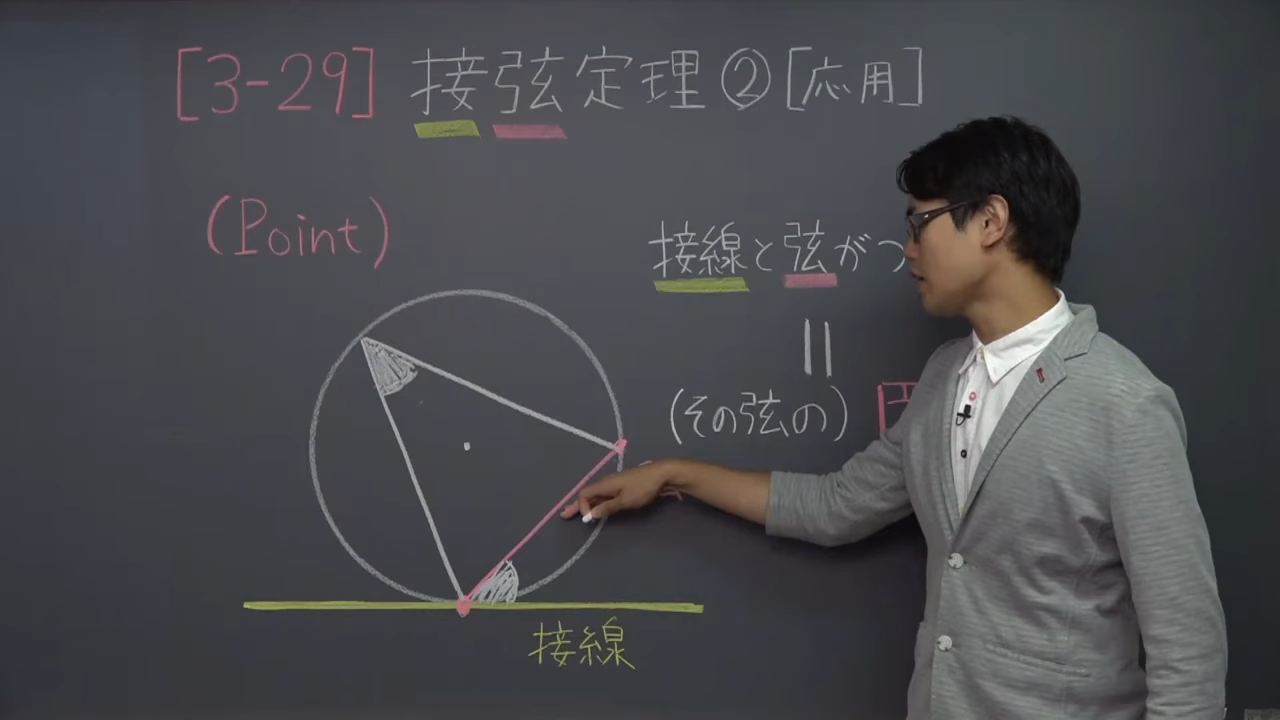 [3-29] 接弦定理②[応用]
(Point)
接線と弦がつ
=
(その弦の)
接線